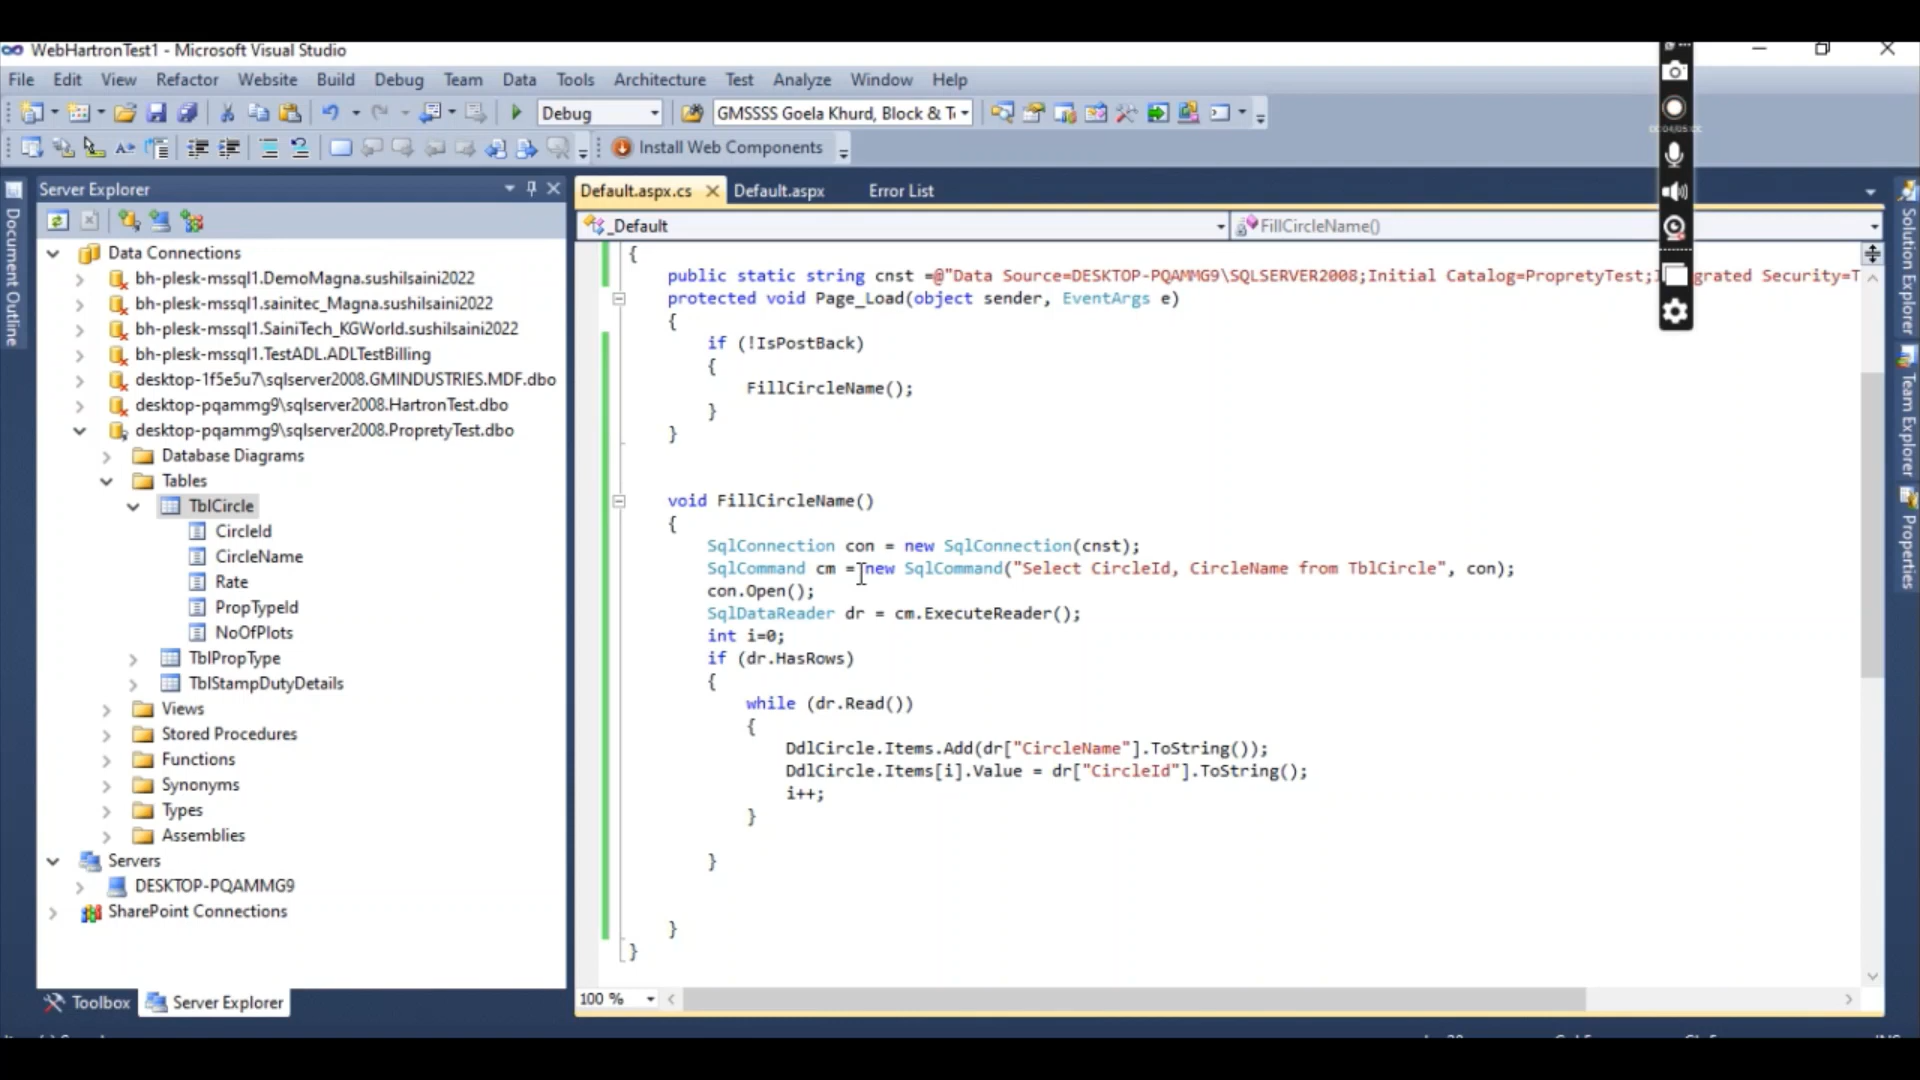 WebHartronTest1 - Microsoft Visual Studio
File Edit View Refactor Website Build Debug Team Data Tools Architecture Test Analyze Window Help
Debug GMSSSS Goela Khurd, Block &
Install Web Components
Server Explorer
Data Connections
bh-plesk-mssql1.DemoMagna.sushilsaini2022
bh-plesk-mssql1.sainitec_Magna.sushilsaini2022
bh-plesk-mssql1.SainiTech_KGWorld.sushilsaini2022
bh-plesk-mssql1.TestADL.ADLTestBilling
desktop-1f5e5u7\sqlserver2008.GMINDUSTRIES.MDF.dbo
desktop-pqammg9\sqlserver2008.HartronTest.dbo
desktop-pqammg9\sqlserver2008.PropretyTest.dbo
Database Diagrams
Tables
TblCircle
CircleId
CircleName
Rate
PropTypeId
NoOfPlots
TblPropType
TblStampDutyDetails
Views
Stored Procedures
Functions
Synonyms
Types
Assemblies
Servers
DESKTOP-PQAMMG9
SharePoint Connections
Toolbox Server Explorer
Document Outline
Default.aspx.cs Default.aspx Error List
_Default FillCircleName()
{
public static string cnst =@"Data Source=DESKTOP-PQAMMG9\SQLSERVER2008;Initial Catalog=PropretyTest; grated Security=T
protected void Page_Load(object sender, EventArgs e)
{
if (!IsPostBack)
{
FillCircleName();
}
}
void FillCircleName()
{
SqlConnection con = new SqlConnection(cnst);
SqlCommand cm = new SqlCommand("Select CircleId, CircleName from TblCircle", con);
con.Open();
SqlDataReader dr = cm.ExecuteReader();
int i=0;
if (dr.HasRows)
{
while (dr.Read())
{
DdlCircle.Items.Add(dr["CircleName"].ToString());
DdlCircle.Items[i].Value = dr["CircleId"].ToString();
i++;
}
}
}
}
100 %
Solution Explorer
Team Explorer
Properties